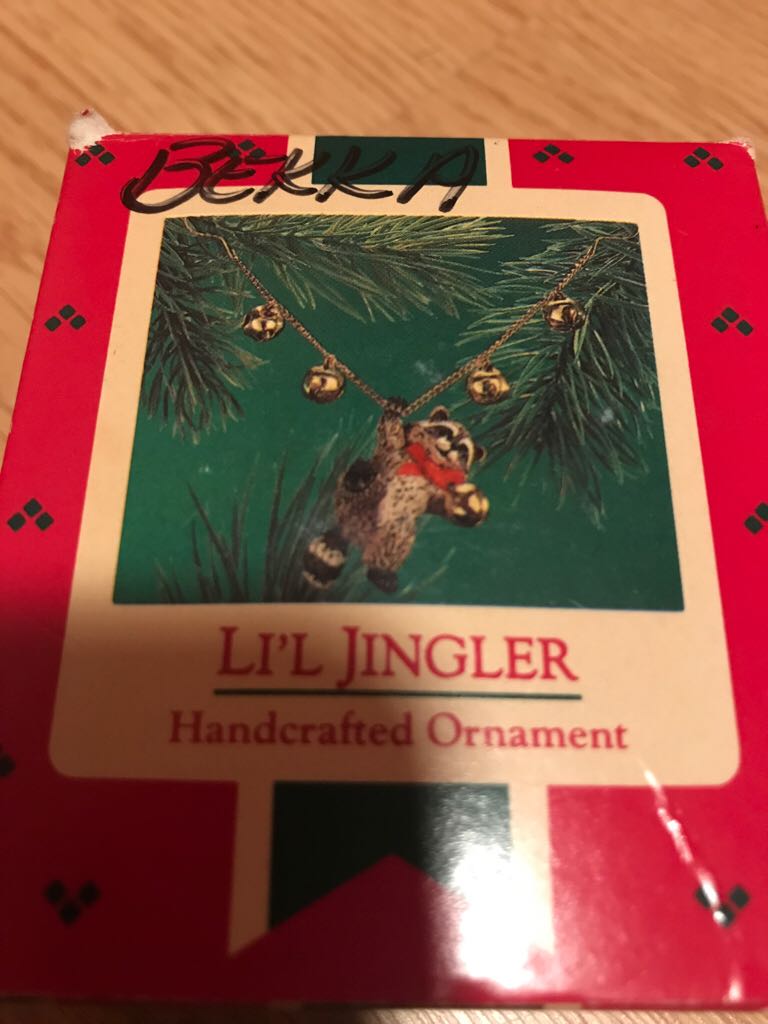 BEKKA
LI'L JINGLER
Handcrafted Ornament